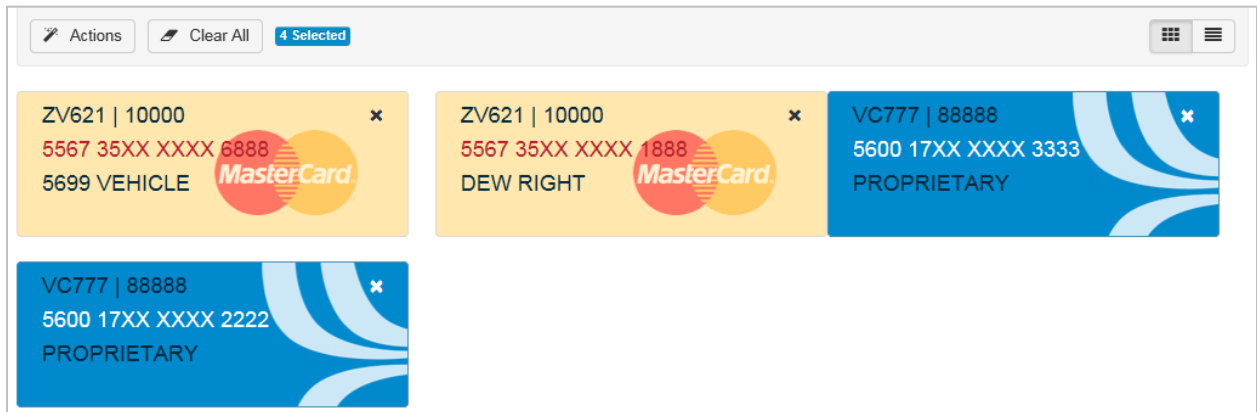 Actions Clear All 4 Selected
ZV621 | 10000
5567 35XX XXXX 6888
5699 VEHICLE
MasterCard
ZV621 | 10000
5567 35XX XXXX 1888
DEW RIGHT
MasterCard
VC777 | 88888
5600 17XX XXXX 3333
PROPRIETARY
VC777 | 88888
5600 17XX XXXX 2222
PROPRIETARY